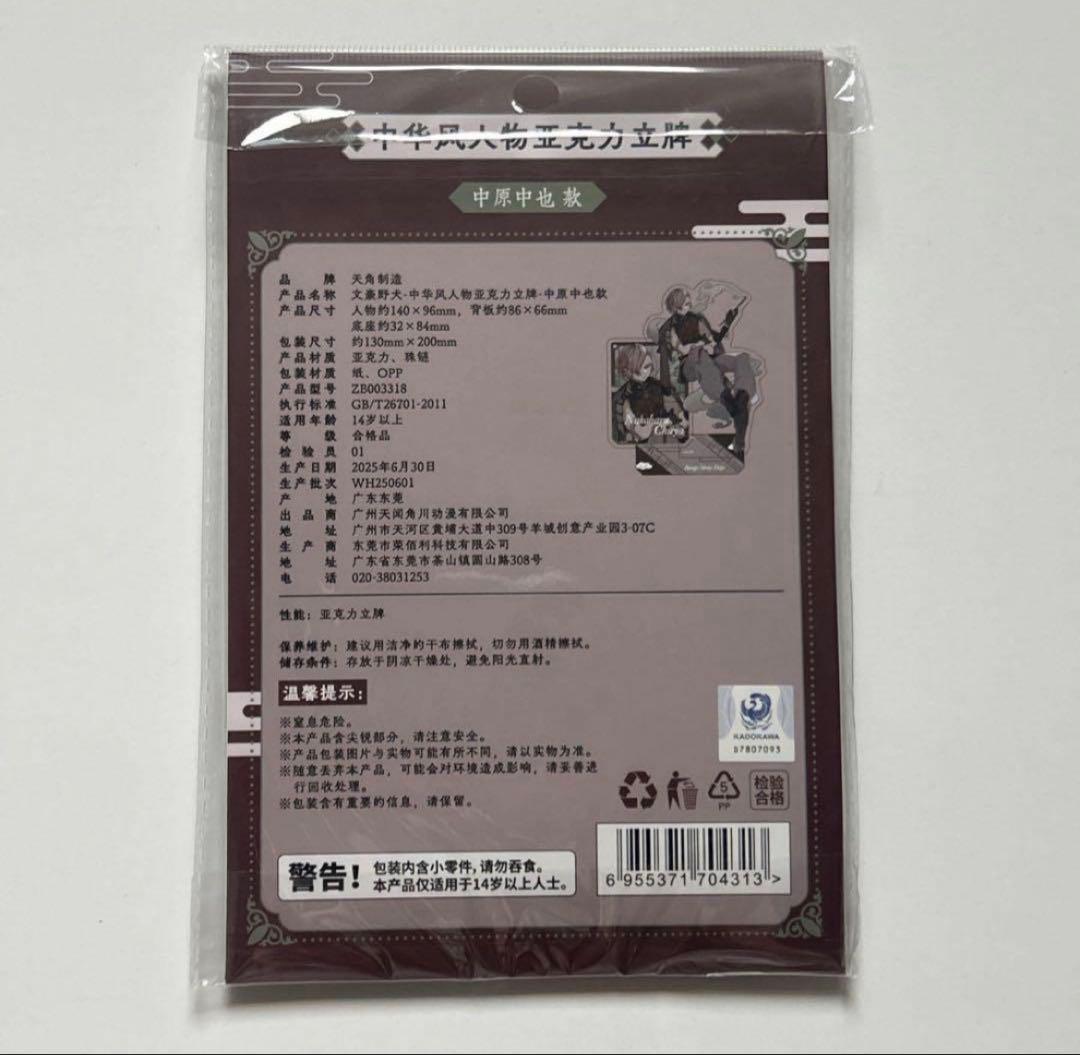 中华风人物亚克力立牌
中原中也 款
品牌 天角制造
产品名称 文豪野犬-中华风人物亚克力立牌-中原中也款
产品尺寸 人物约140×96mm，背板约86×66mm
底座约32×84mm
包装尺寸 约130mm×200mm
产品材质 亚克力、珠链
包装材质 纸、OPP
产品型号 ZB003318
执行标准 GB/T26701-2011
适用年龄 14岁以上
等级 合格品
检验员 01
生产日期 2025年6月30日
生产批次 WH250601
产地 广东东莞
出品商 广州天闻角川动漫有限公司
地址 广州市天河区黄埔大道中309号羊城创意产业园3-07C
生产商 东莞市荣佰利科技有限公司
地址 广东省东莞市茶山镇圆山路308号
电话 020-38031253
性能：亚克力立牌
保养维护：建议用洁净的干布擦拭，切勿用酒精擦拭。
储存条件：存放于阴凉干燥处，避免阳光直射。
温馨提示：
※窒息危险。
※本产品含尖锐部分，请注意安全。
※产品包装图片与实物可能有所不同，请以实物为准。
※随意丢弃本产品，可能会对环境造成影响，请妥善进
行回收处理。
※包装含有重要的信息，请保留。
KADOKAWA
D7807093
5
PP
检验
合格
警告！
包装内含小零件，请勿吞食。
本产品仅适用于14岁以上人士。
6 955371 704313 >